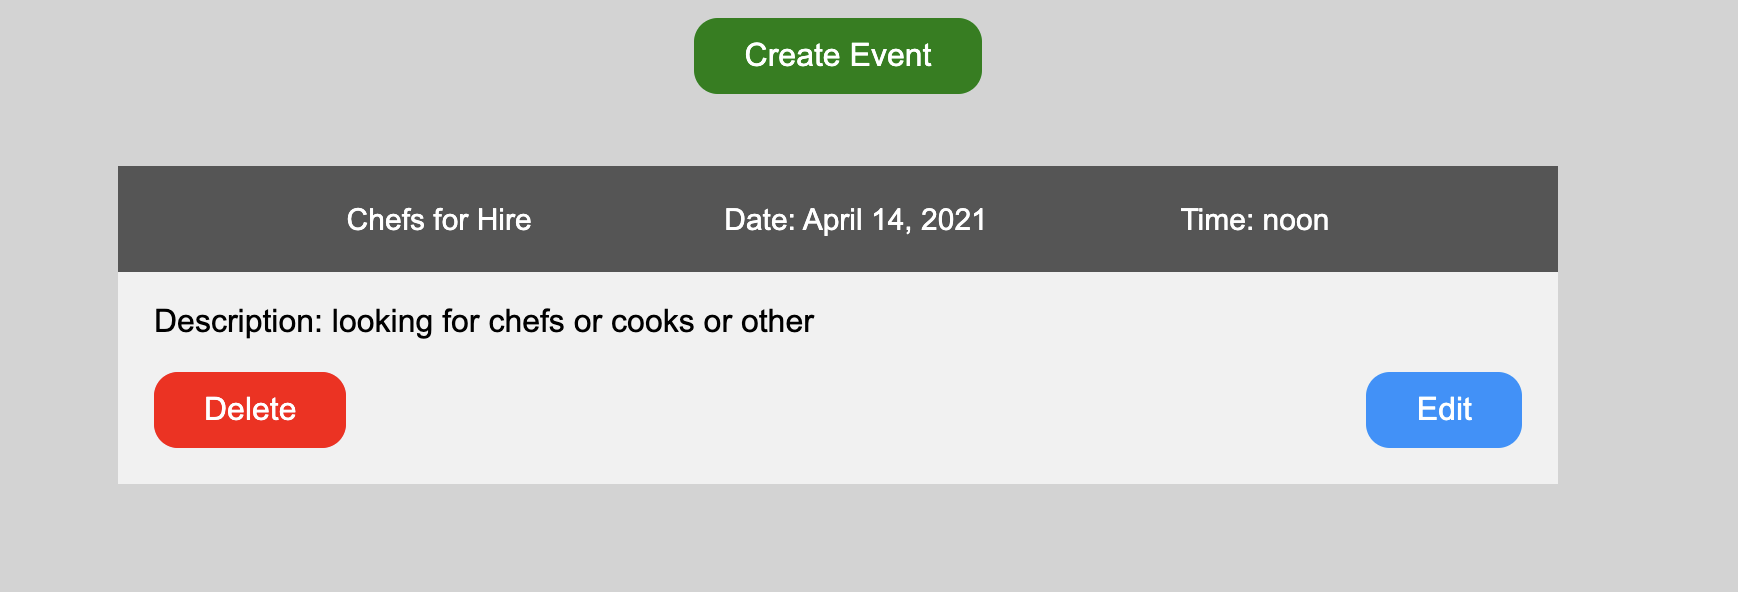 Create Event
Chefs for Hire Date: April 14, 2021 Time: noon
Description: looking for chefs or cooks or other
Delete Edit